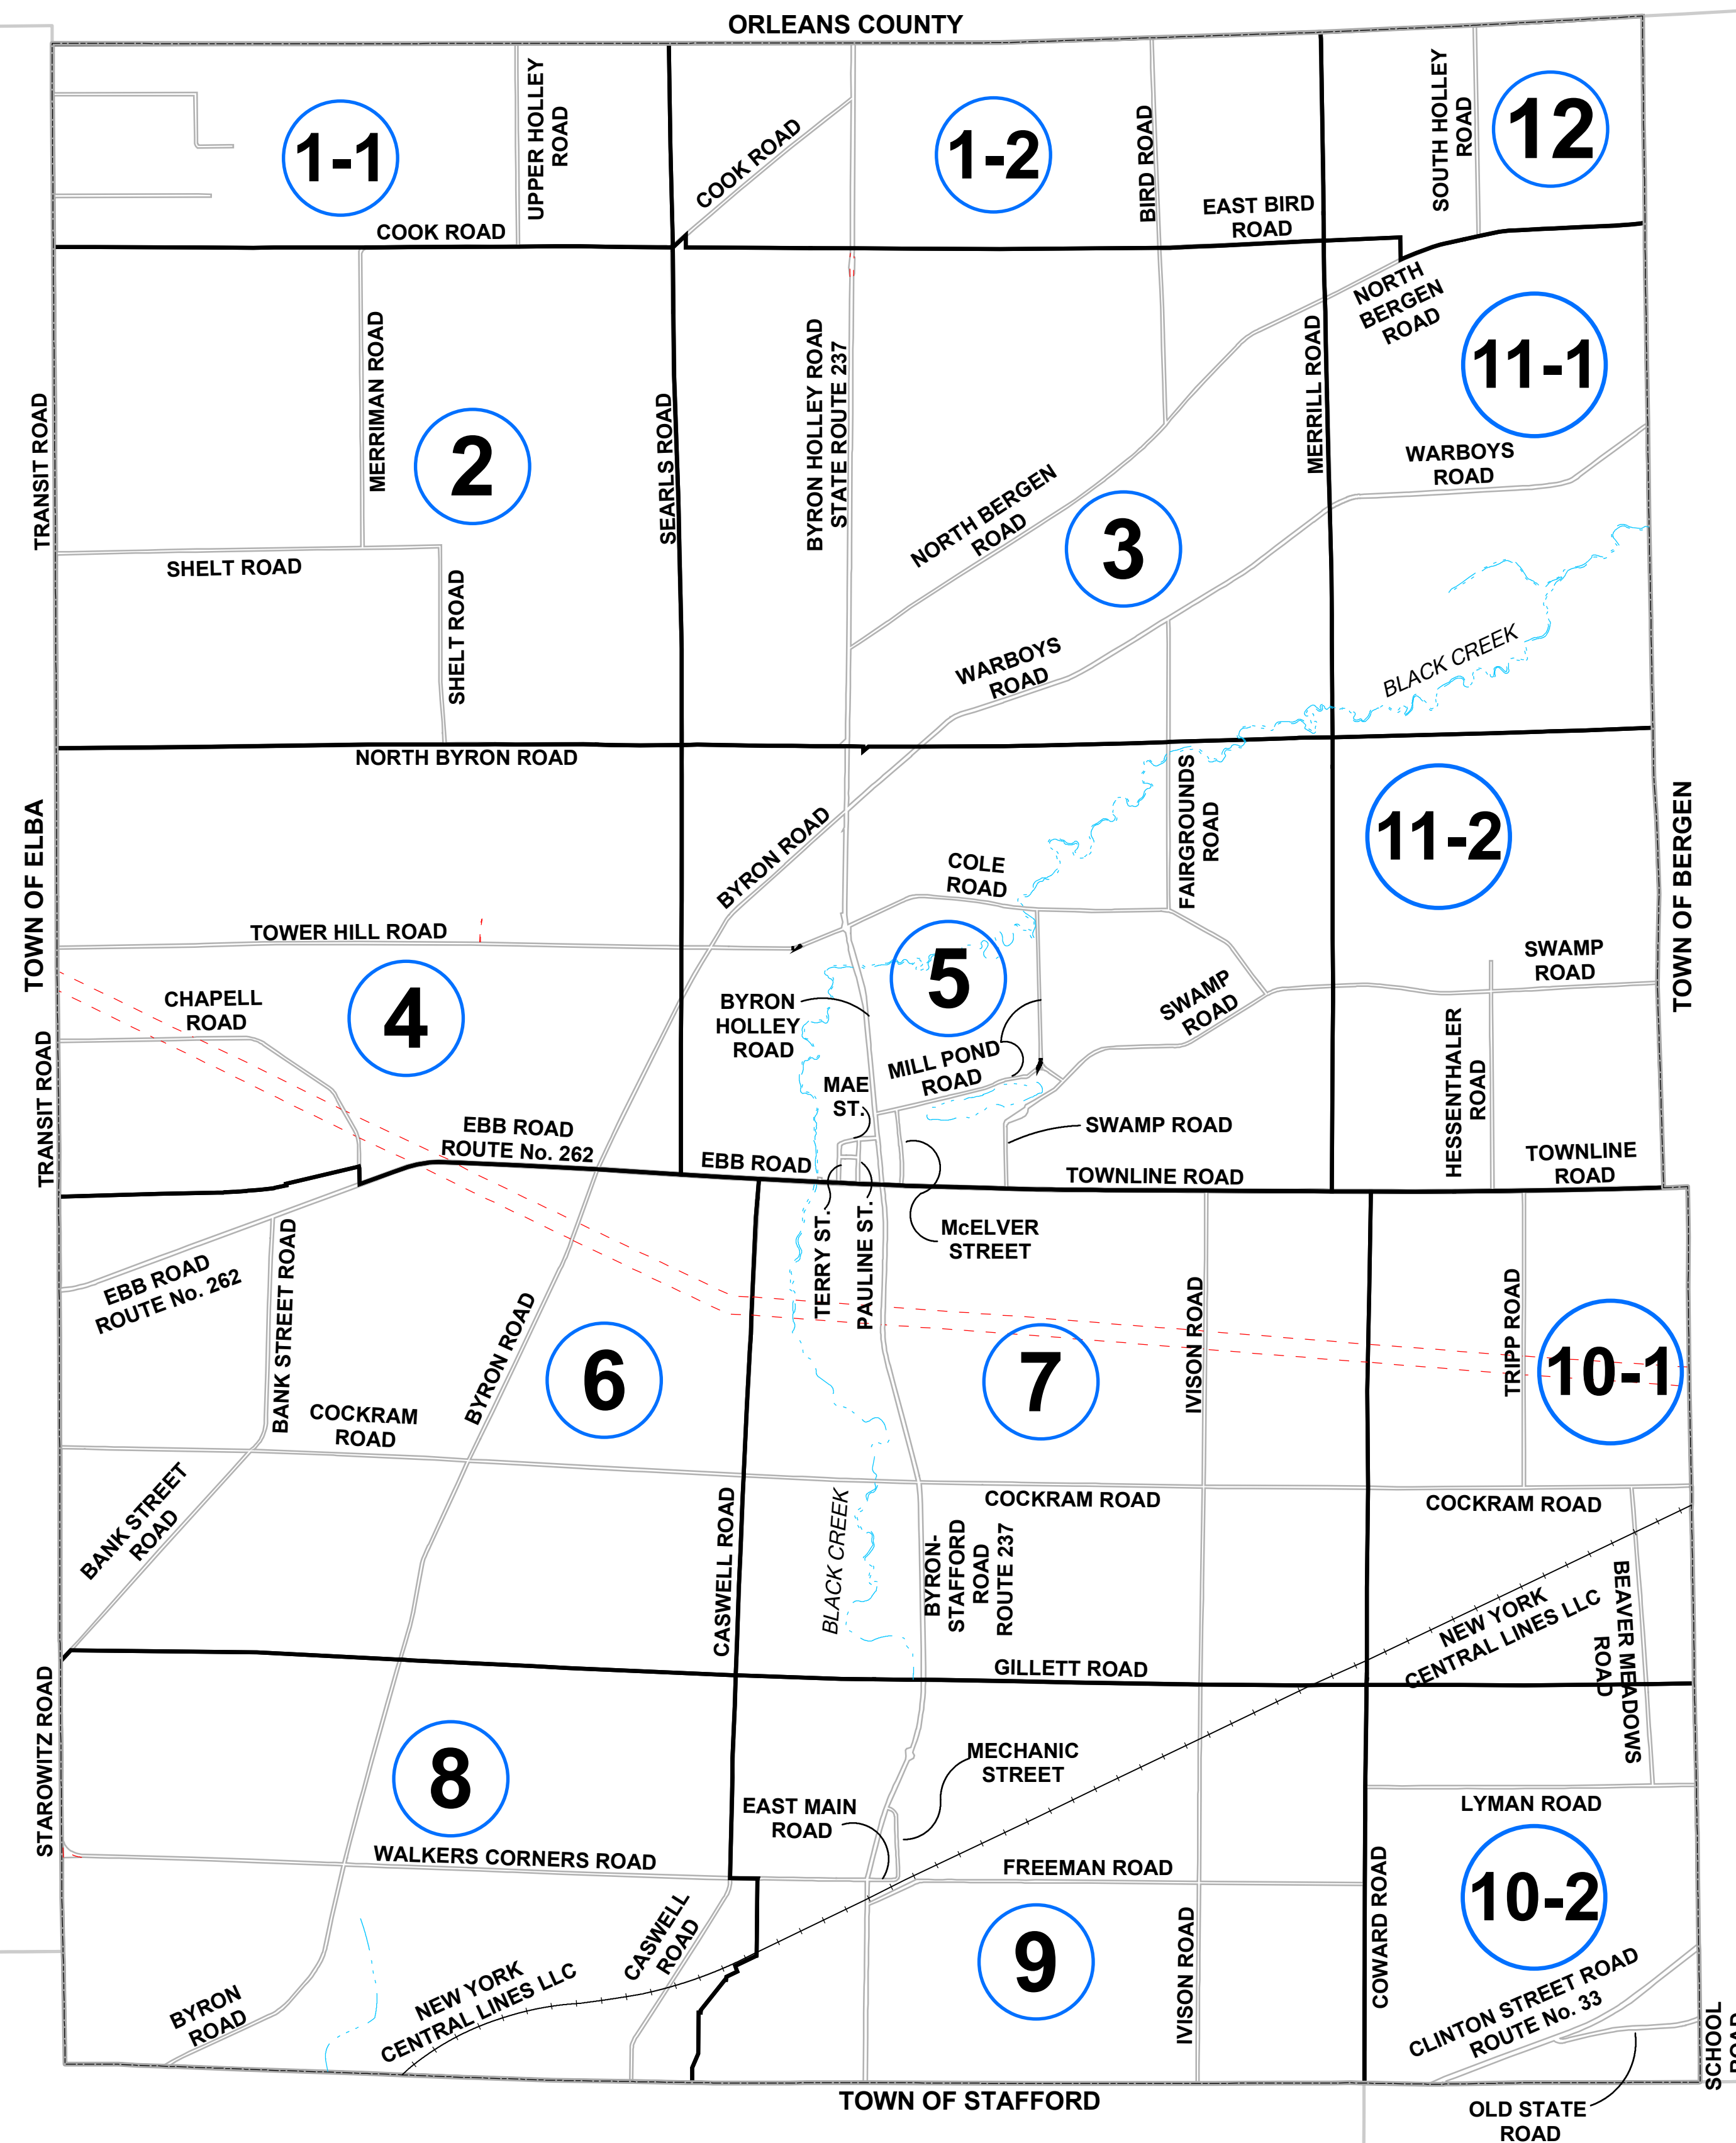 ORLEANS COUNTY
1-1
UPPER HOLLEY
ROAD
COOK ROAD
COOK ROAD
1-2
BIRD ROAD
EAST BIRD
ROAD
SOUTH HOLLEY
ROAD
12
TRANSIT ROAD
MERRIMAN ROAD
2
SEARLS ROAD
BYRON HOLLEY ROAD
STATE ROUTE 237
NORTH BERGEN
ROAD
3
MERRILL ROAD
NORTH
BERGEN
ROAD
11-1
WARBOYS
ROAD
SHELT ROAD
SHELT ROAD
WARBOYS
ROAD
BLACK CREEK
NORTH BYRON ROAD
TOWN OF ELBA
BYRON ROAD
COLE
ROAD
FAIRGROUNDS
ROAD
11-2
TOWN OF BERGEN
TOWER HILL ROAD
CHAPELL
ROAD
4
BYRON
HOLLEY
ROAD
5
MILL POND
ROAD
SWAMP
ROAD
SWAMP
ROAD
HESSENTHALER
ROAD
TRANSIT ROAD
EBB ROAD
ROUTE No. 262
EBB ROAD
MAE
ST.
SWAMP ROAD
TOWNLINE ROAD
TOWNLINE
ROAD
EBB ROAD
ROUTE No. 262
BANK STREET ROAD
TERRY ST.
PAULINE ST.
McELVER
STREET
BYRON ROAD
6
7
IVISON ROAD
TRIPP ROAD
10-1
COCKRAM
ROAD
COCKRAM ROAD
COCKRAM ROAD
BANK STREET
ROAD
CASWELL ROAD
BLACK CREEK
BYRON-
STAFFORD
ROAD
ROUTE 237
NEW YORK
CENTRAL LINES LLC
BEAVER MEADOWS
ROAD
GILLETT ROAD
STAROWITZ ROAD
8
MECHANIC
STREET
EAST MAIN
ROAD
LYMAN ROAD
WALKERS CORNERS ROAD
FREEMAN ROAD
CASWELL
ROAD
9
IVISON ROAD
COWARD ROAD
10-2
BYRON
ROAD
NEW YORK
CENTRAL LINES LLC
CLINTON STREET ROAD
ROUTE No. 33
SCHOOL
ROAD
TOWN OF STAFFORD
OLD STATE
ROAD